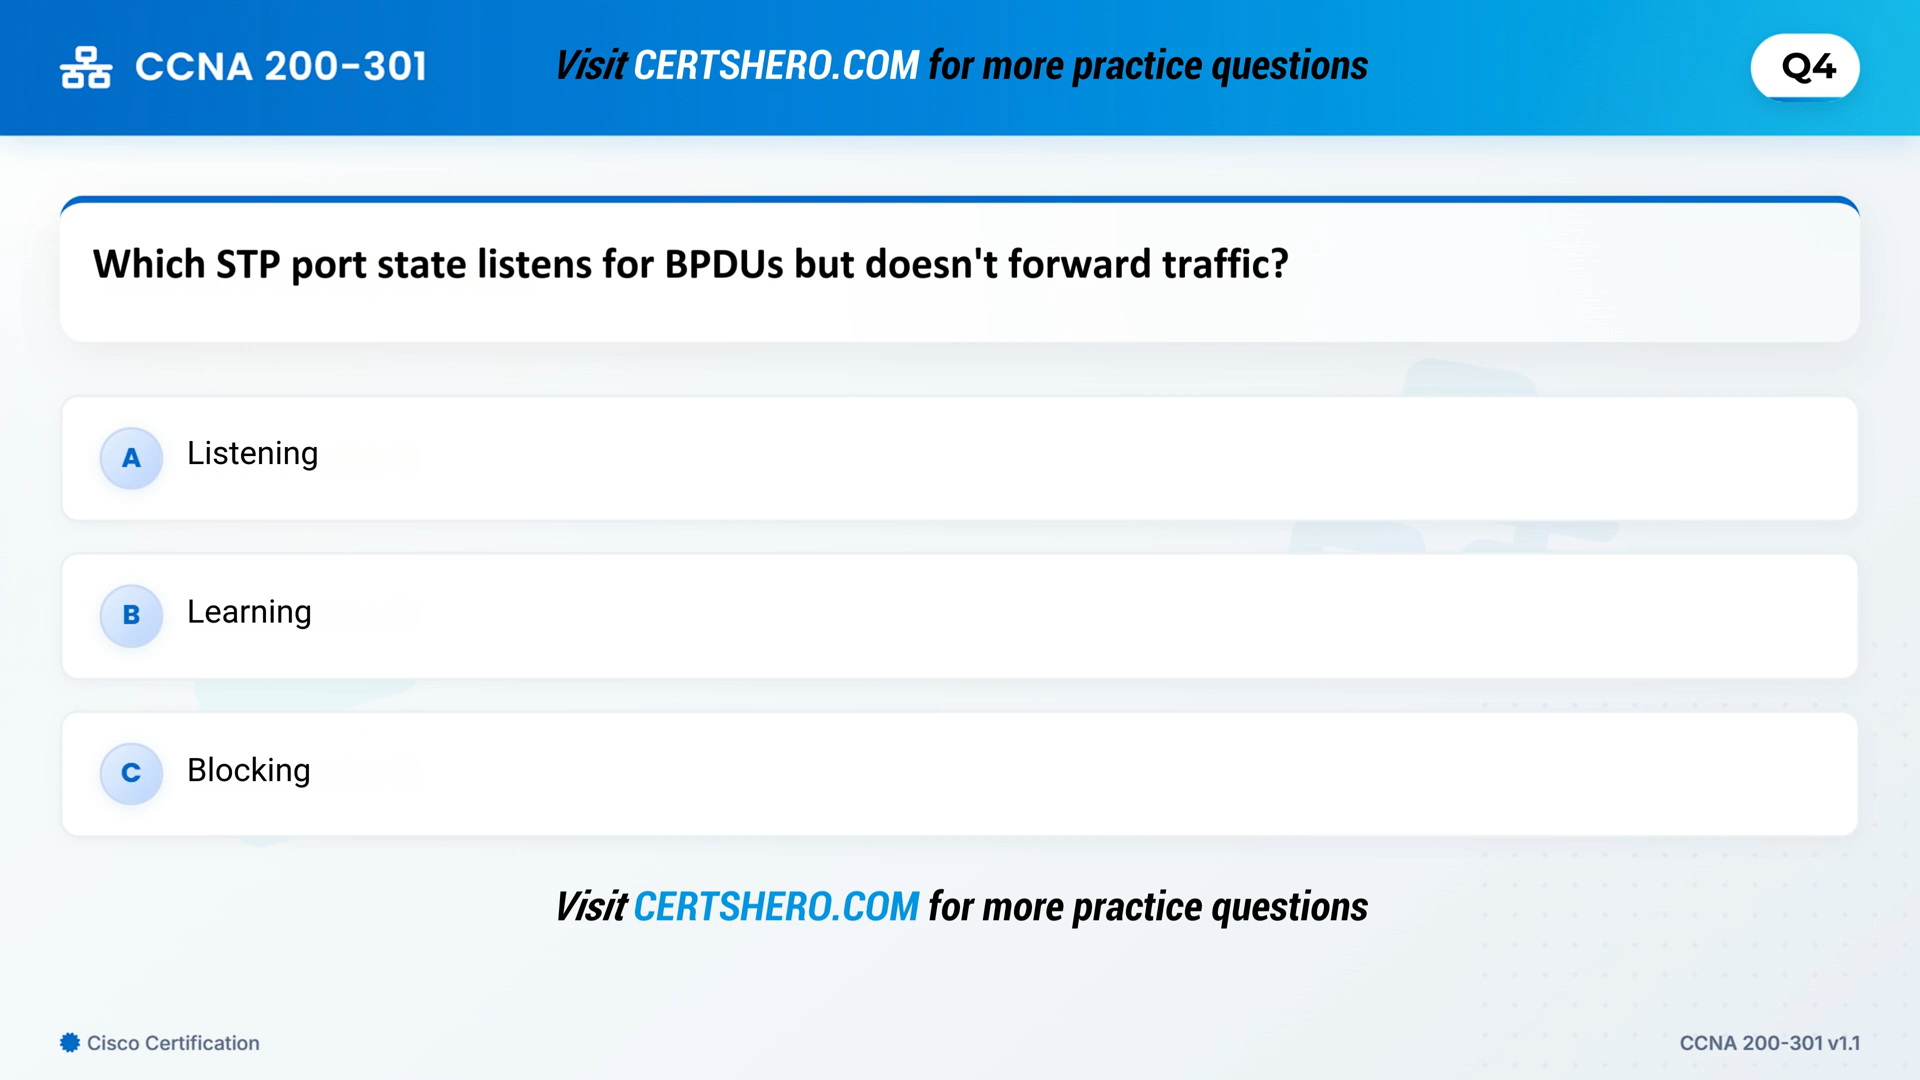 CCNA 200-301
Visit CERTSHERO.COM for more practice questions
Q4
Which STP port state listens for BPDUs but doesn't forward traffic?
A Listening
B Learning
C Blocking
Visit CERTSHERO.COM for more practice questions
Cisco Certification
CCNA 200-301 v1.1